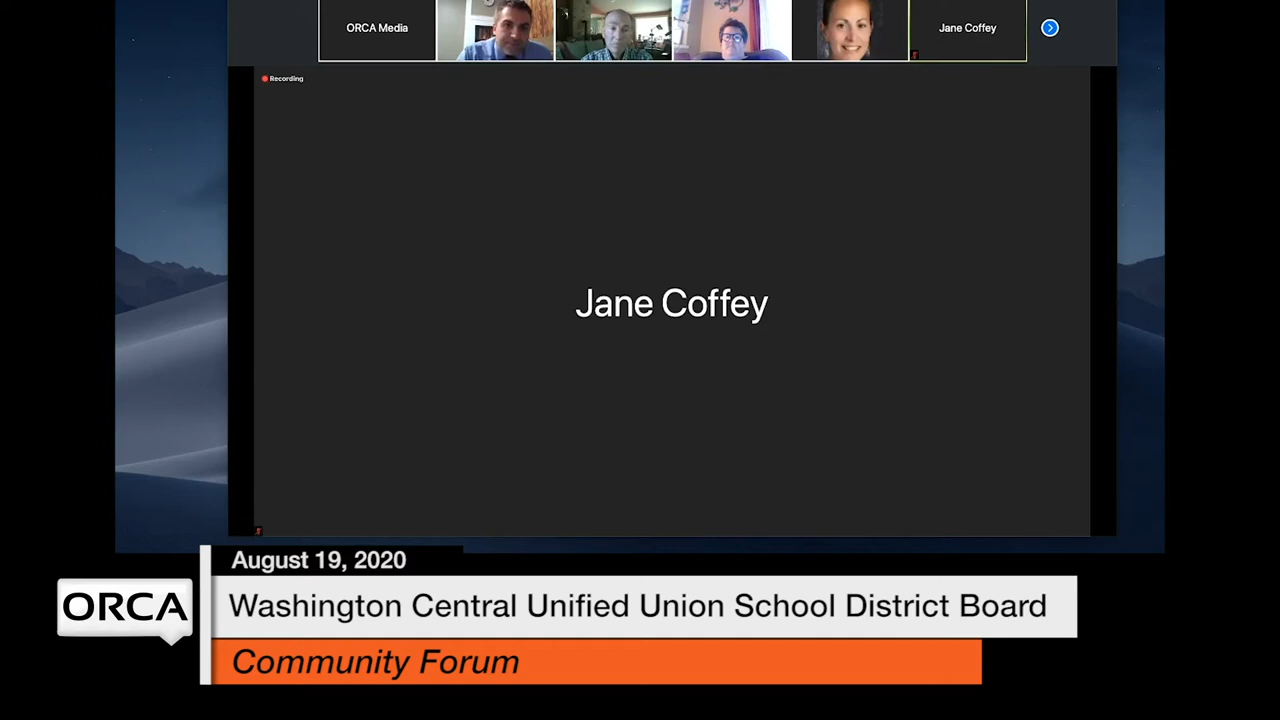 ORCA Media
Jane Coffey
Recording
Jane Coffey
August 19, 2020
ORCA
Washington Central Unified Union School District Board
Community Forum